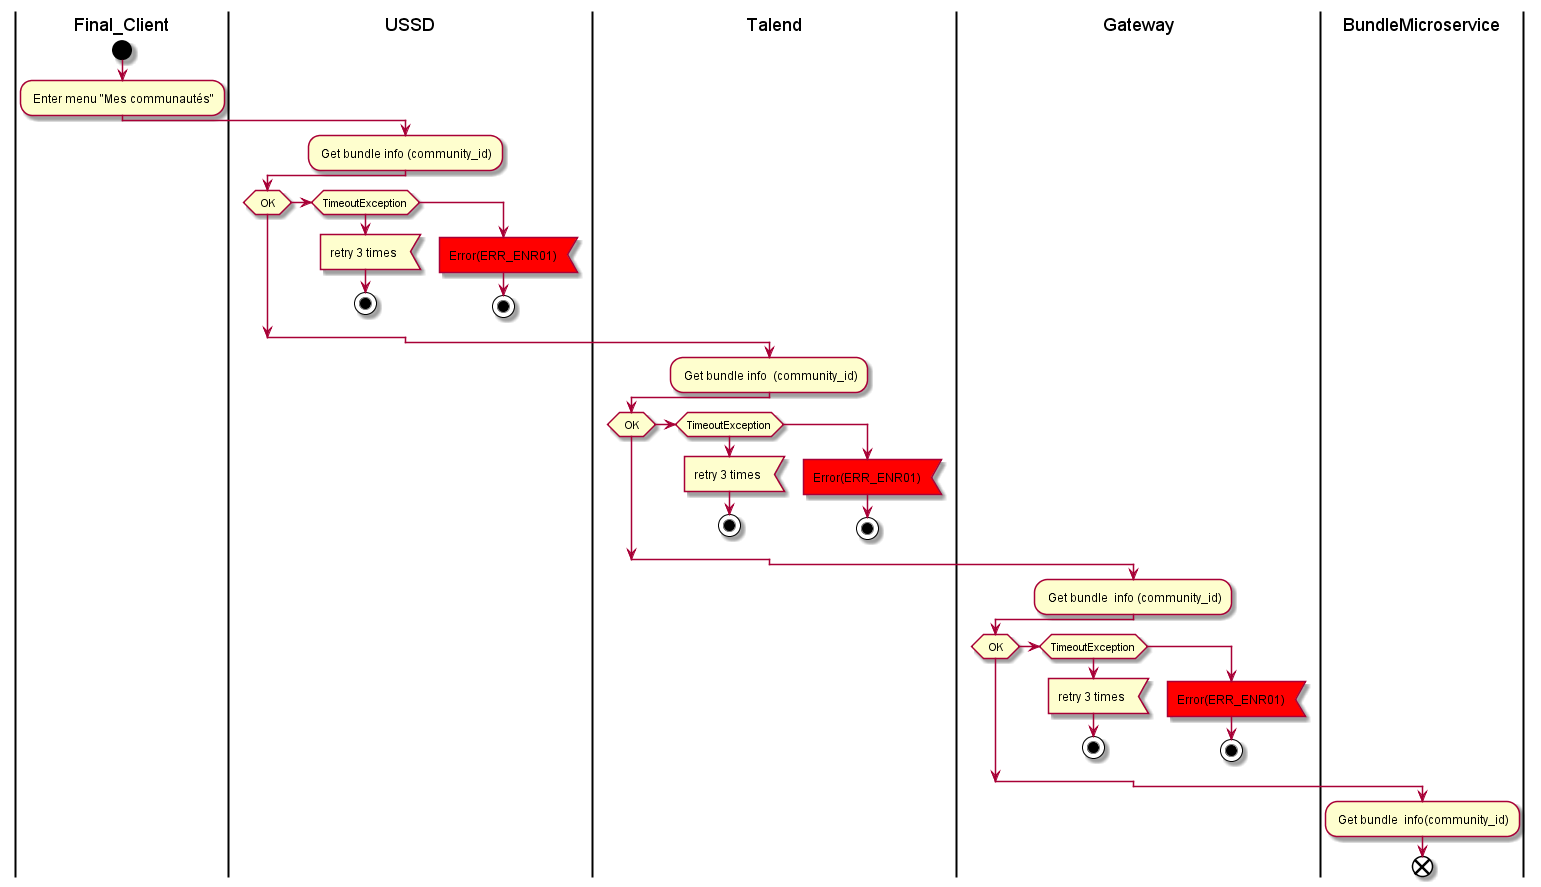 Final_Client
USSD
Talend
Gateway
BundleMicroservice
Enter menu "Mes communautés"
Get bundle info (community_id)
OK
TimeoutException
retry 3 times
Error(ERR_ENR01)
Get bundle info  (community_id)
OK
TimeoutException
retry 3 times
Error(ERR_ENR01)
Get bundle  info (community_id)
OK
TimeoutException
retry 3 times
Error(ERR_ENR01)
Get bundle  info(community_id)